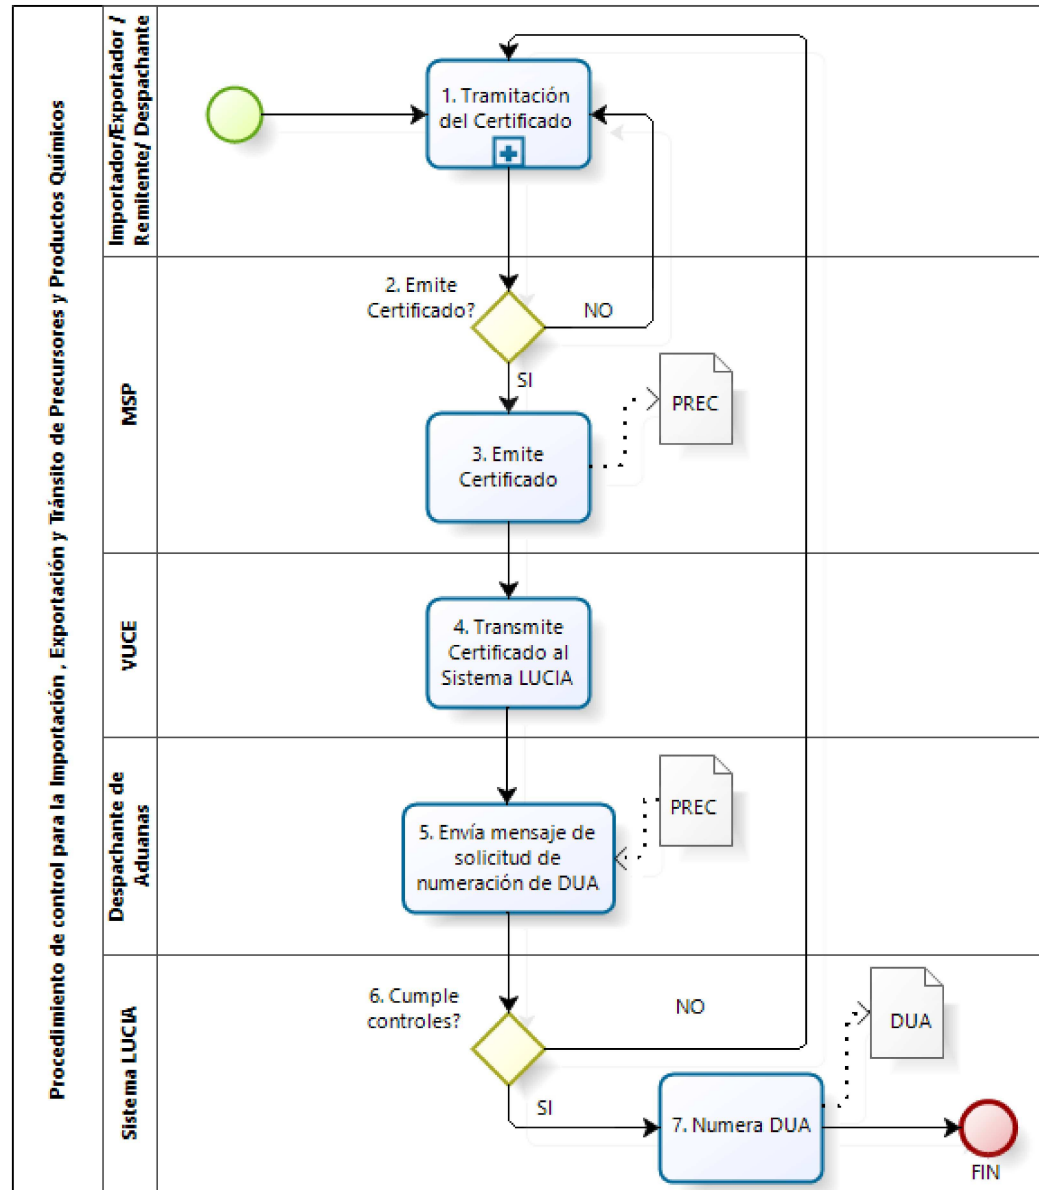 Procedimiento de control para la Importación , Exportación y Tránsito de Precursores y Productos Químicos
Importador/Exportador /
Remitente/ Despachante
1. Tramitación
del Certificado
MSP
2. Emite
Certificado?
NO
SI
PREC
3. Emite
Certificado
VUCE
4. Transmite
Certificado al
Sistema LUCIA
Despachante de
Aduanas
PREC
5. Envía mensaje de
solicitud de
numeración de DUA
Sistema LUCIA
6. Cumple
controles?
NO
DUA
SI
7. Numera DUA
FIN